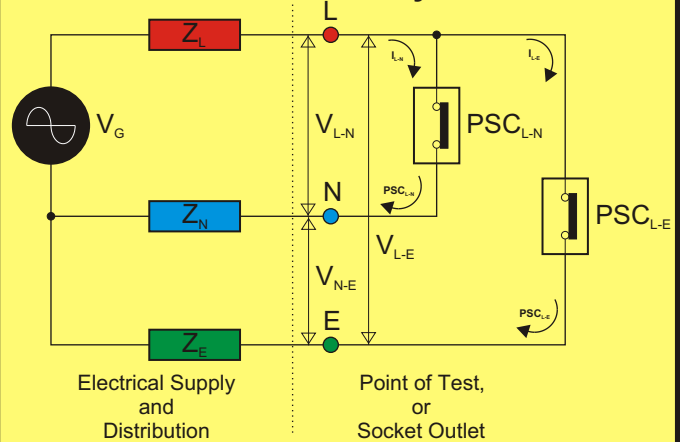 L
Z_L
I_L-N
I_L-E
V_G
V_L-N
PSC_L-N
N
PSC_L-N
Z_N
PSC_L-E
V_L-E
V_N-E
E
PSC_L-E
Z_E
Electrical Supply
and
Distribution
Point of Test,
or
Socket Outlet